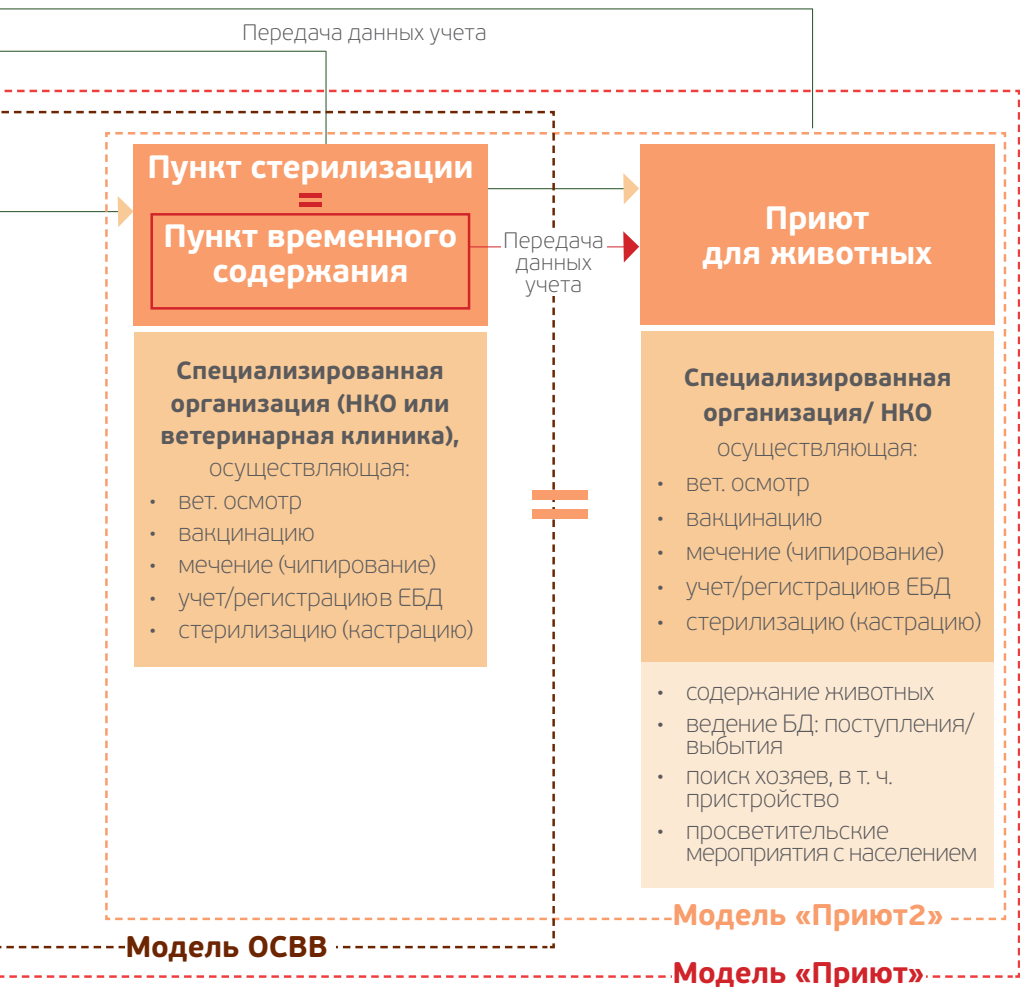 Передача данных учета
Пункт стерилизации
=
Пункт временного
содержания
Передача
данных
учета
Приют
для животных
Специализированная
организация (НКО или
ветеринарная клиника),
осуществляющая:
• вет. осмотр
• вакцинацию
• мечение (чипирование)
• учет/регистрациюв ЕБД
• стерилизацию (кастрацию)
=
Специализированная
организация/ НКО
осуществляющая:
• вет. осмотр
• вакцинацию
• мечение (чипирование)
• учет/регистрациюв ЕБД
• стерилизацию (кастрацию)
• содержание животных
• ведение БД: поступления/
выбытия
• поиск хозяев, в т. ч.
пристройство
• просветительские
мероприятия с населением
Модель «Приют2»
Модель ОСВВ
Модель «Приют»